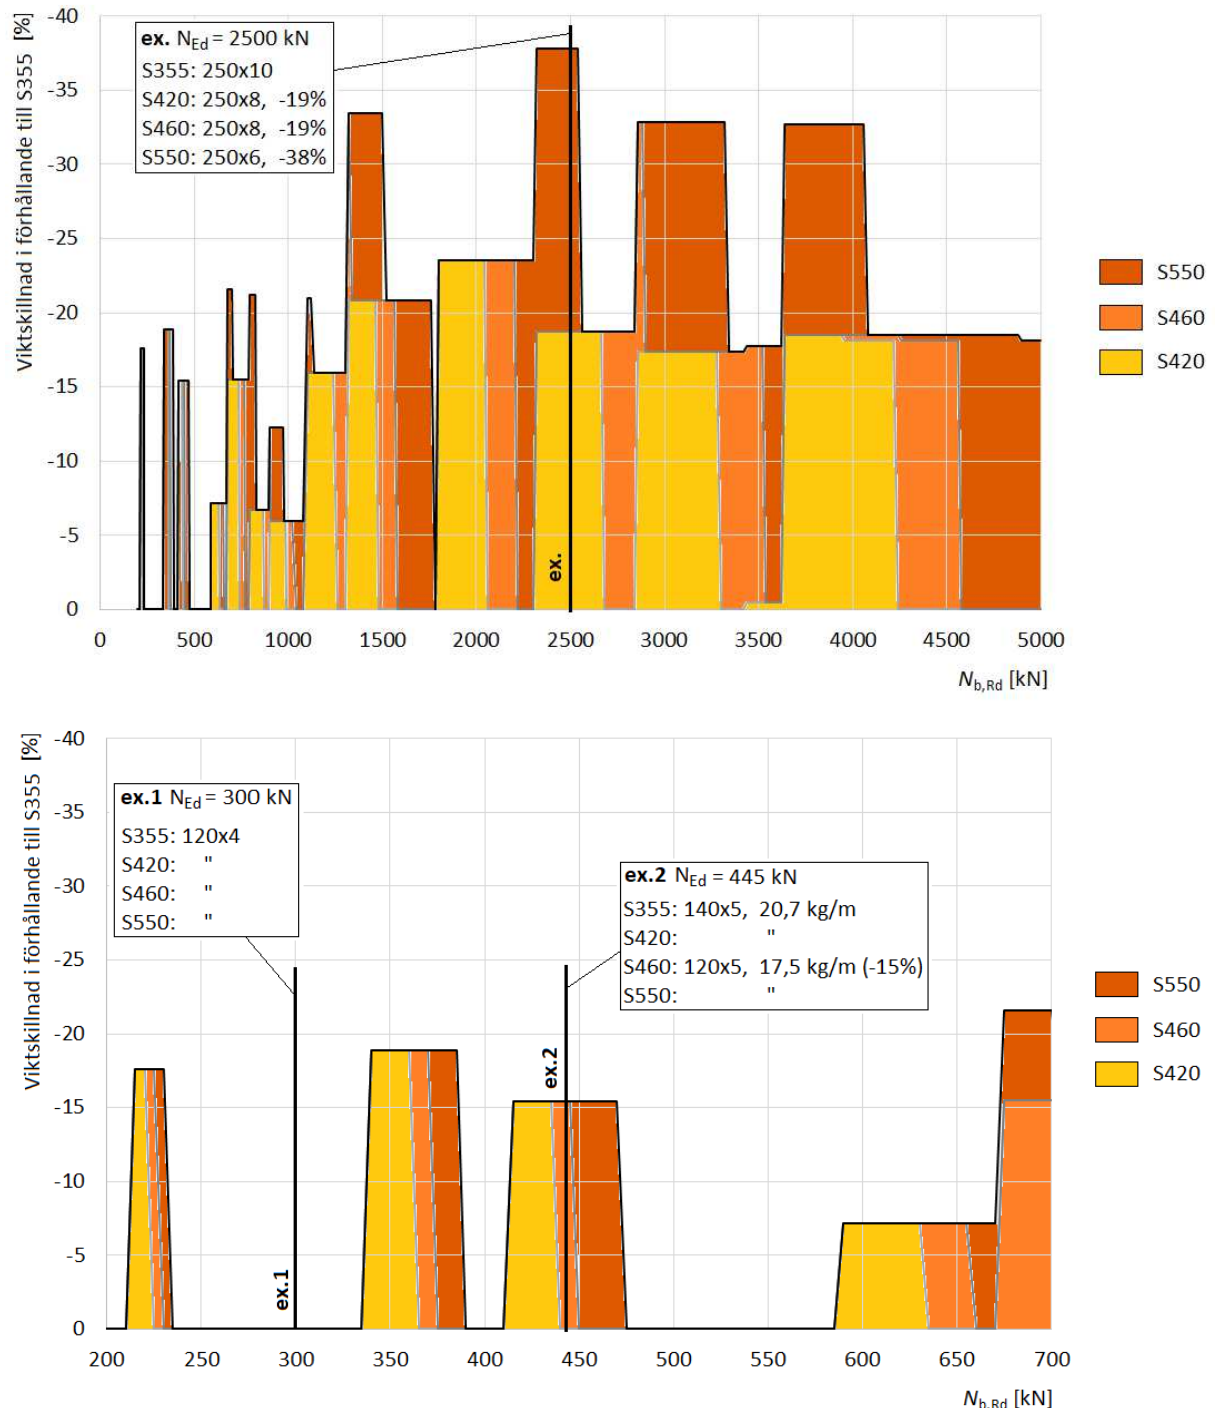 Viktskillnad i förhållande till S355 [%]
-40
-35
-30
-25
-20
-15
-10
-5
0
ex. NEd = 2500 kN
S355: 250x10
S420: 250x8, -19%
S460: 250x8, -19%
S550: 250x6, -38%
ex.
S550
S460
S420
0 500 1000 1500 2000 2500 3000 3500 4000 4500 5000
Nb,Rd [kN]
Viktskillnad i förhållande till S355 [%]
-40
-35
-30
-25
-20
-15
-10
-5
0
ex.1 NEd = 300 kN
S355: 120x4
S420: "
S460: "
S550: "
ex.2 NEd = 445 kN
S355: 140x5, 20,7 kg/m
S420: "
S460: 120x5, 17,5 kg/m (-15%)
S550: "
ex.1
ex.2
S550
S460
S420
200 250 300 350 400 450 500 550 600 650 700
Nb,Rd [kN]